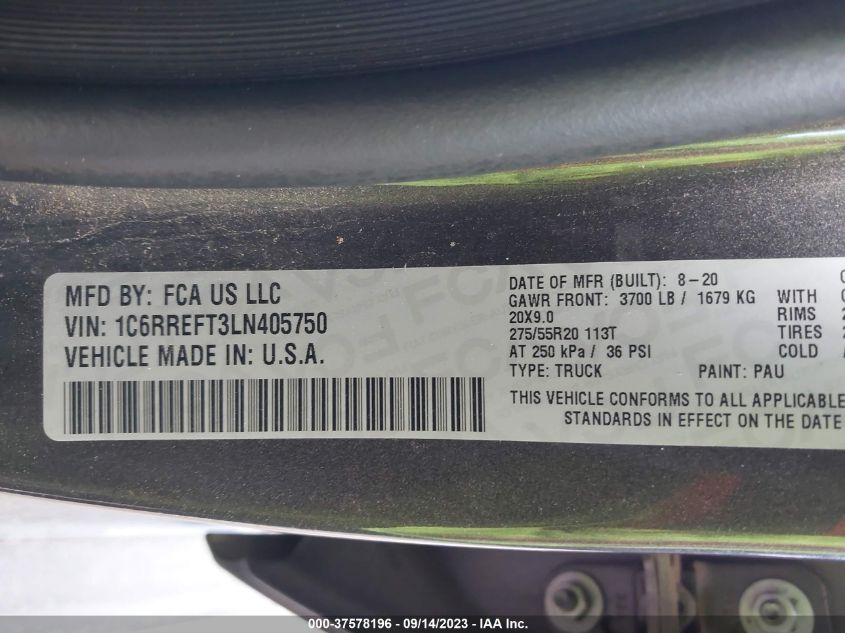 MFD BY: FCA US LLC
VIN: 1C6RREFT3LN405750
VEHICLE MADE IN: U.S.A.
DATE OF MFR (BUILT): 8-20
GAWR FRONT: 3700 LB / 1679 KG WITH
20X9.0 RIMS
275/55R20 113T TIRES
AT 250 kPa / 36 PSI COLD
TYPE: TRUCK PAINT: PAU
THIS VEHICLE CONFORMS TO ALL APPLICABLE
STANDARDS IN EFFECT ON THE DATE
000-37578196 - 09/14/2023 - IAA Inc.